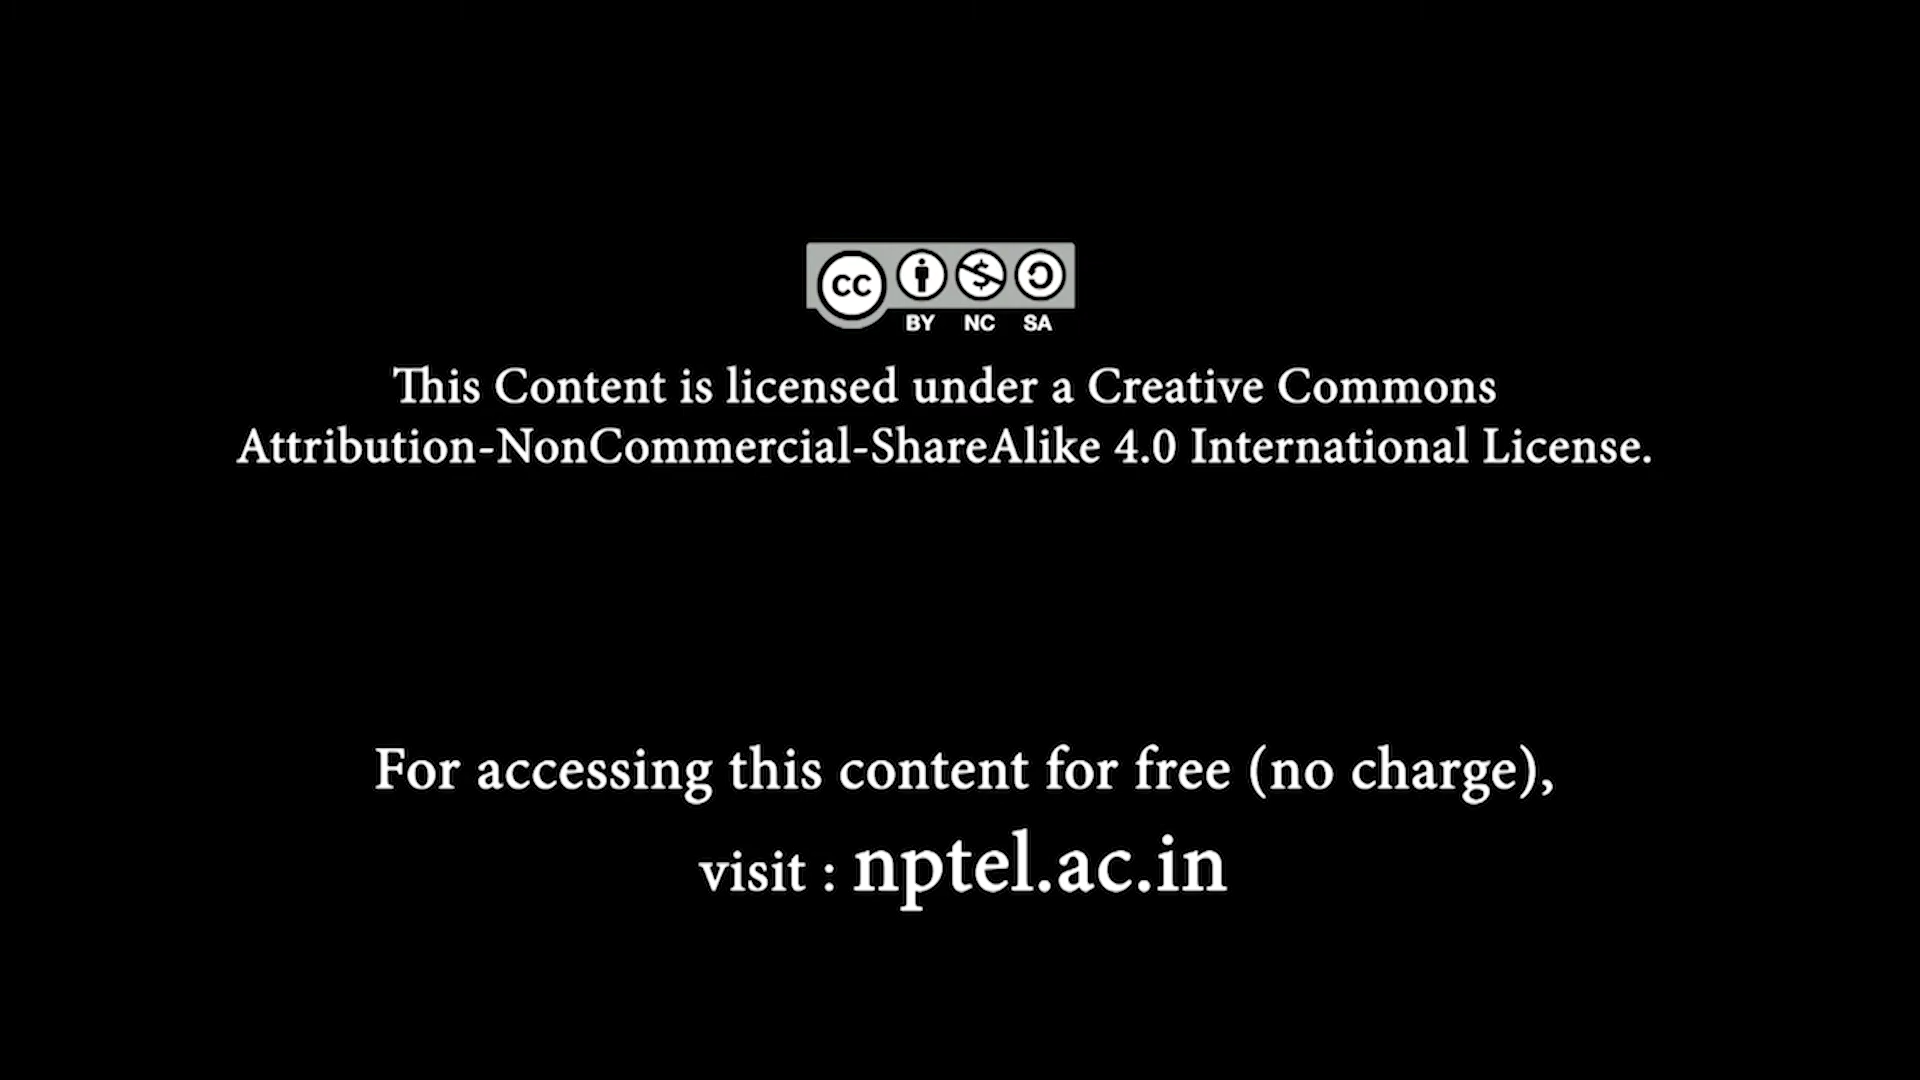 CC BY NC SA
This Content is licensed under a Creative Commons
Attribution-NonCommercial-ShareAlike 4.0 International License.
For accessing this content for free (no charge),
visit : nptel.ac.in